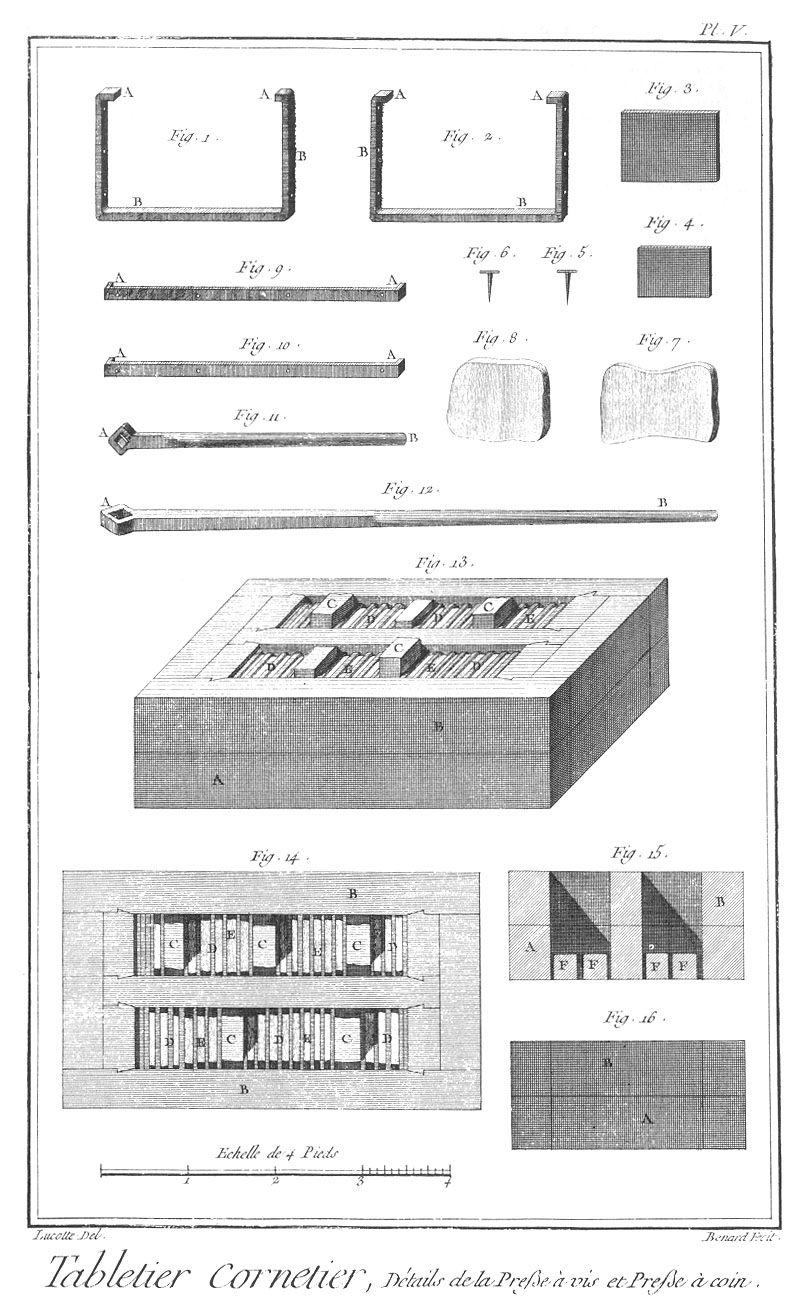 Pl. V.
Fig. 1.
A
A
B
B
Fig. 2.
A
A
B
B
Fig. 3.
Fig. 4.
Fig. 9.
A
A
Fig. 6.
Fig. 5.
Fig. 10.
A
A
Fig. 8.
Fig. 7.
Fig. 11.
A
B
Fig. 12.
A
B
Fig. 13.
C
D
D
C
E
D
E
C
E
D
B
A
Fig. 14.
B
C
D
E
C
E
C
D
D
E
C
D
E
C
D
B
Fig. 15.
A
B
F
F
F
F
Fig. 16.
B
A
Echelle de 4 Pieds
1 2 3 4
Lucotte Del.
Benard Fecit.
Tabletier Cornetier, Détails de la Presse à vis et Presse à coin.